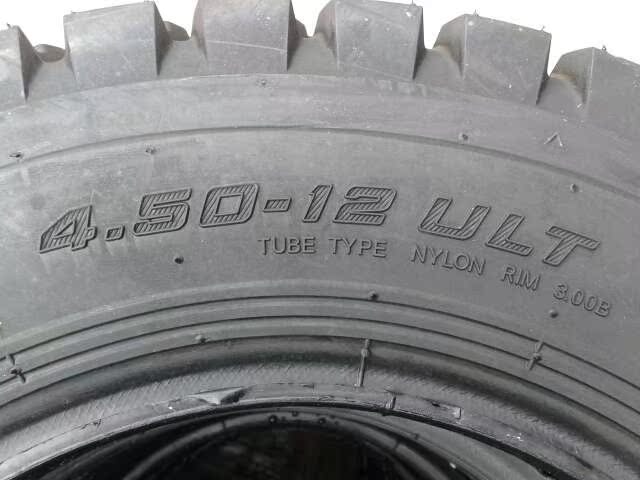 4.50-12 ULT
TUBE TYPE NYLON RIM 3.00B